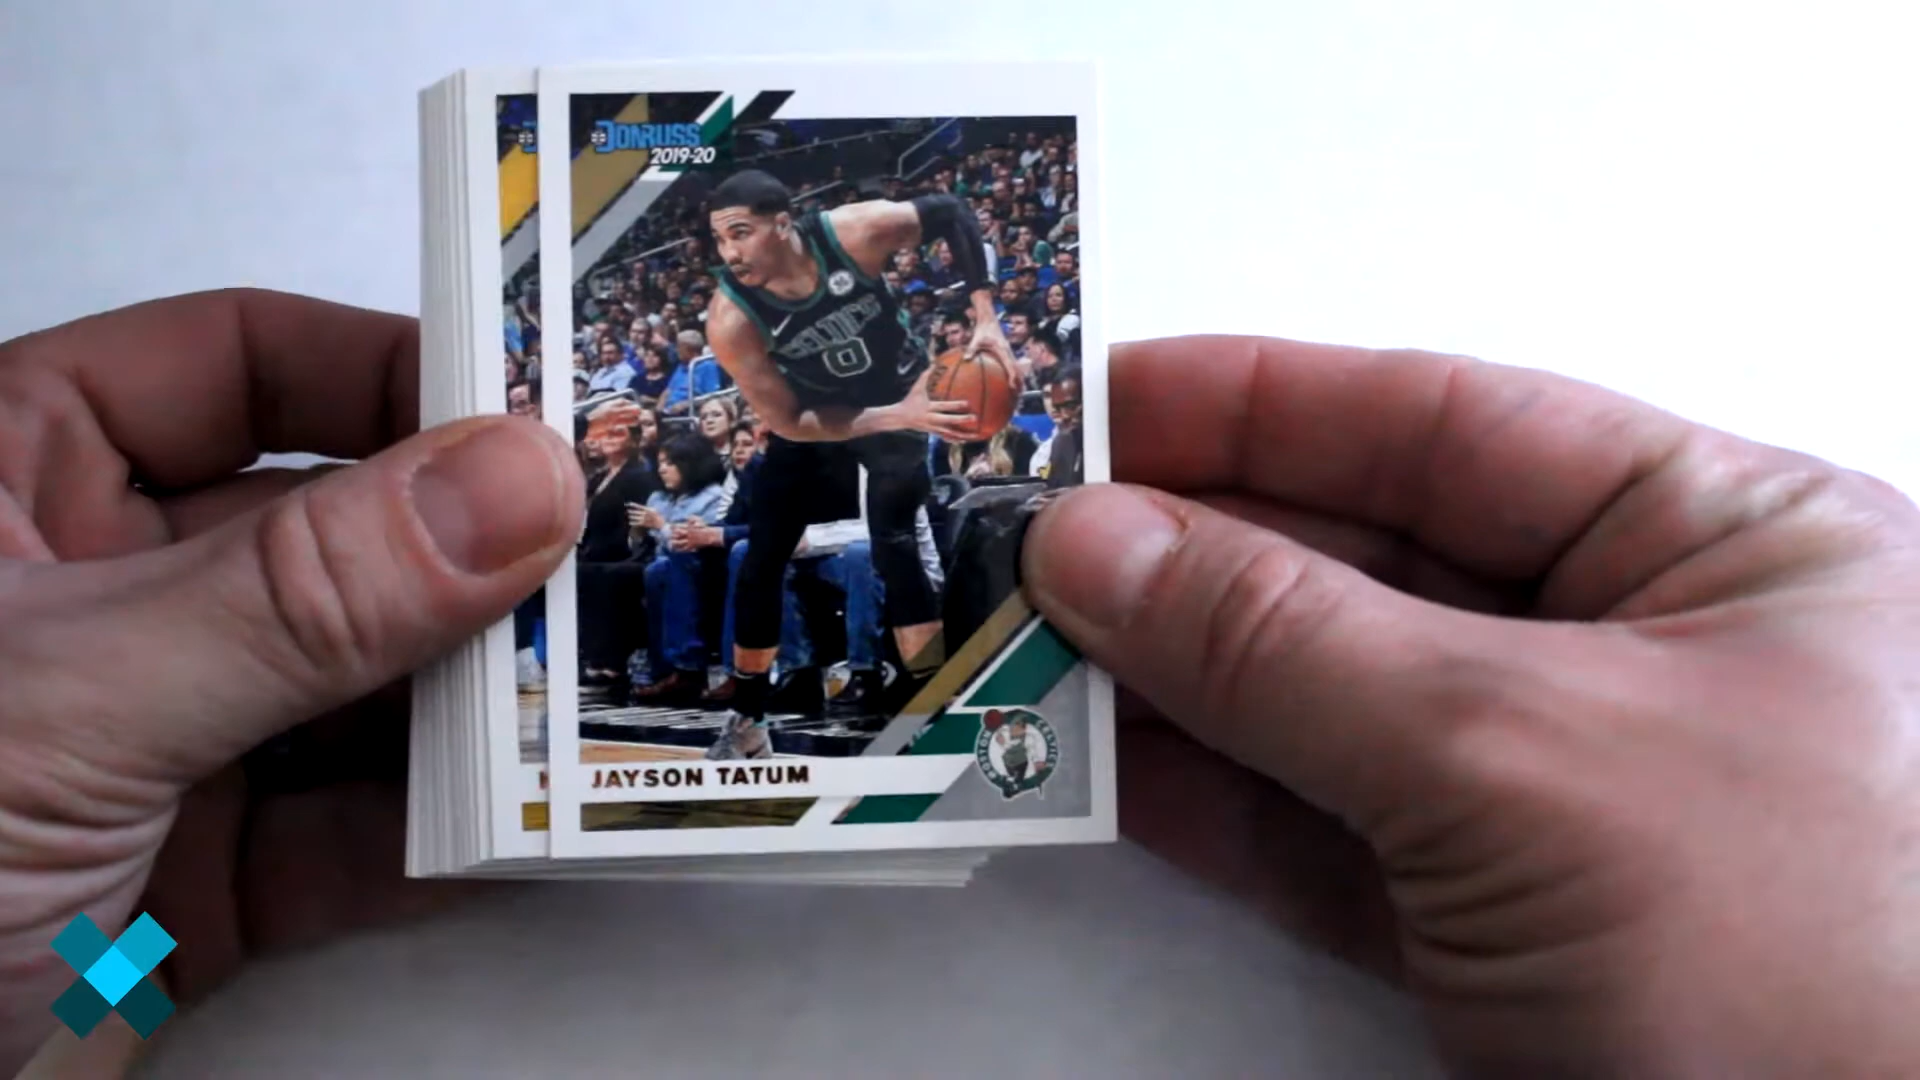 DONRUSS
2019-20
CELTICS
0
JAYSON TATUM
BOSTON
CELTICS